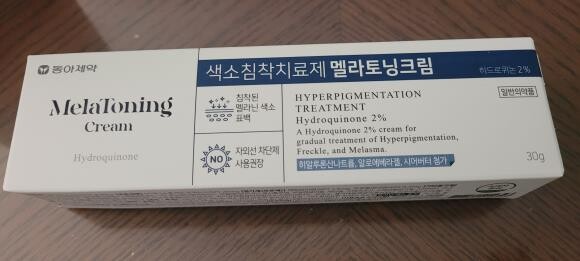 동아제약
MelaToning
Cream
Hydroquinone
색소침착치료제 멜라토닝크림
히드로퀴논 2%
침착된
멜라닌 색소
표백
NO
자외선 차단제
사용권장
HYPERPIGMENTATION
TREATMENT
Hydroquinone 2%
A Hydroquinone 2% cream for
gradual treatment of Hyperpigmentation,
Freckle, and Melasma.
히알루론산나트륨, 알로에베라겔, 시어버터 첨가
일반의약품
30g